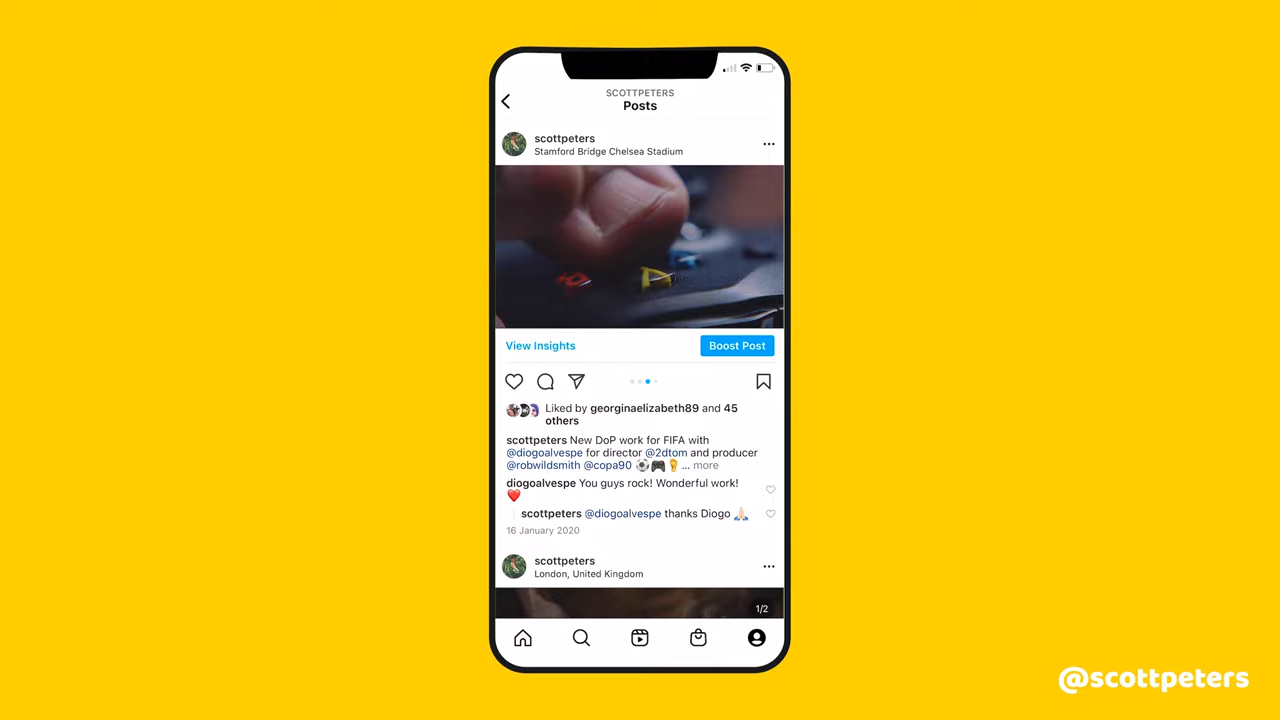 SCOTTPETERS
Posts
scottpeters
Stamford Bridge Chelsea Stadium
View Insights
Boost Post
Liked by georginaelizabeth89 and 45
others
scottpeters New DoP work for FIFA with
@diogoalvespe for director @2dtom and producer
@robwildsmith @copa90 ⚽🎮👂... more
diogoalvespe You guys rock! Wonderful work!
❤️
scottpeters @diogoalvespe thanks Diogo 🙏🏻
16 January 2020
scottpeters
London, United Kingdom
1/2
@scottpeters